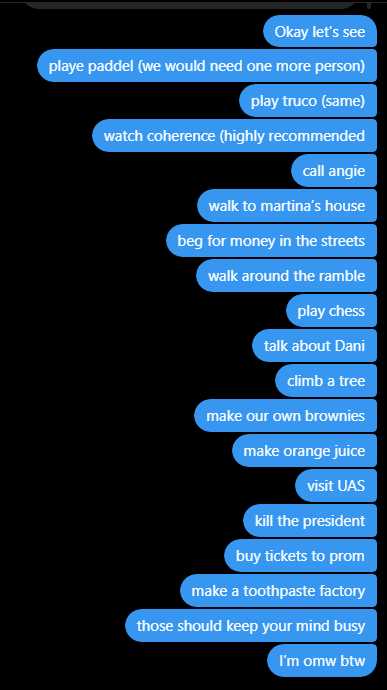 Okay let's see
playe paddel (we would need one more person)
play truco (same)
watch coherence (highly recommended
call angie
walk to martina's house
beg for money in the streets
walk around the ramble
play chess
talk about Dani
climb a tree
make our own brownies
make orange juice
visit UAS
kill the president
buy tickets to prom
make a toothpaste factory
those should keep your mind busy
I'm omw btw